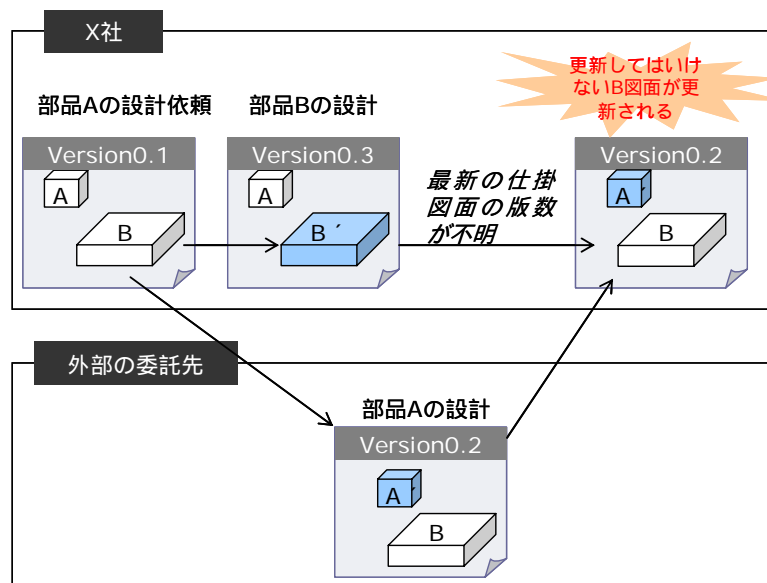 X社
更新してはいけ
ないB図面が更
新される
部品Aの設計依頼
部品Bの設計
Version0.1
A
B
Version0.3
A
B´
最新の仕掛
図面の版数
が不明
Version0.2
A´
B
外部の委託先
部品Aの設計
Version0.2
A´
B